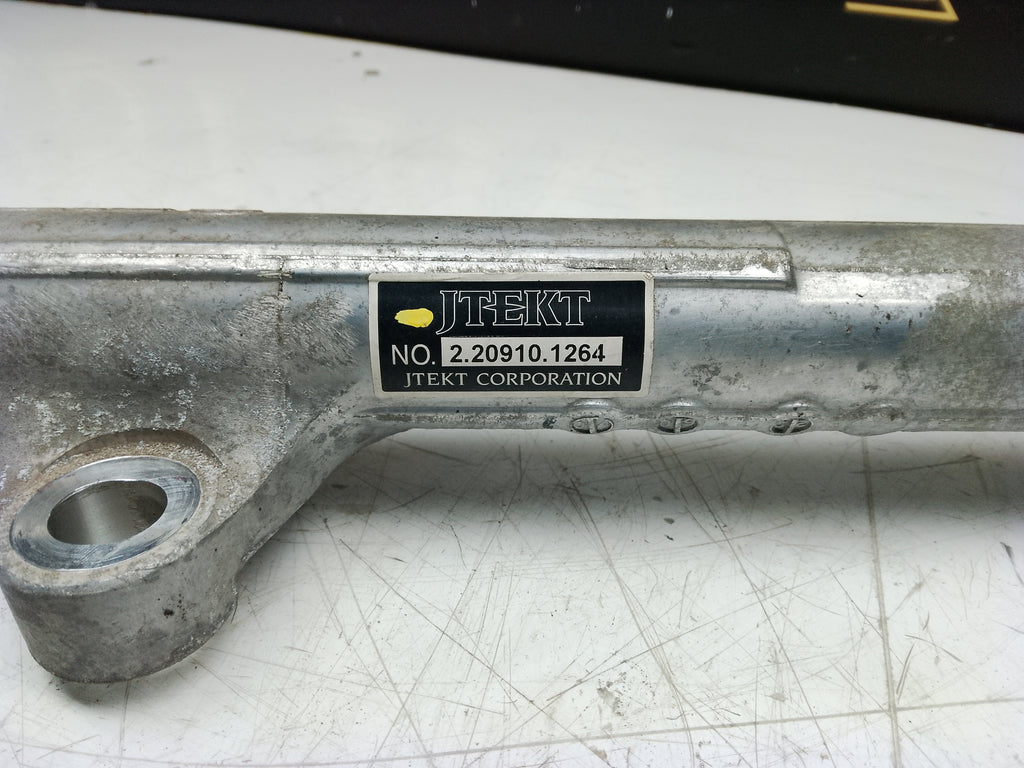 JTEKT
NO. 2.20910.1264
JTEKT CORPORATION